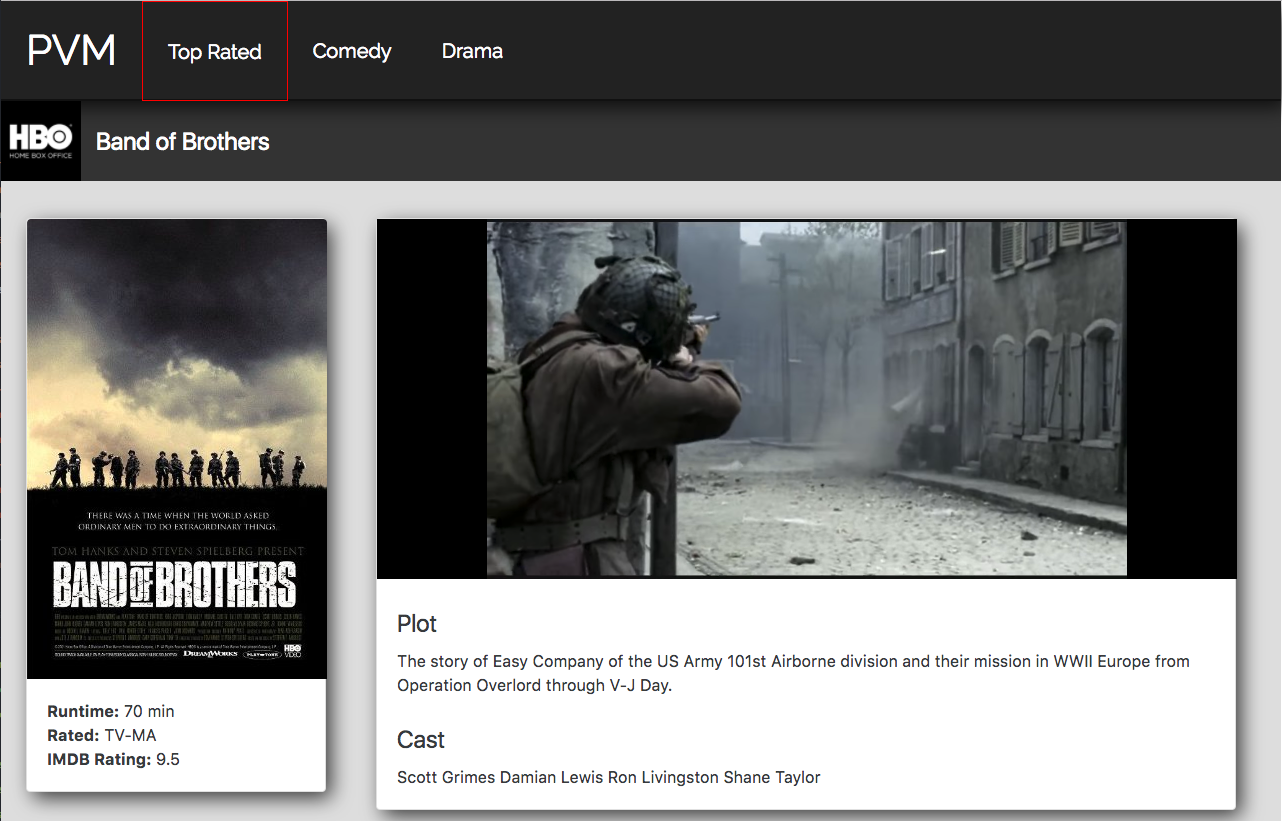 PVM
Top Rated
Comedy
Drama
HBO
HOME BOX OFFICE
Band of Brothers
THERE WAS A TIME WHEN THE WORLD ASKED
ORDINARY MEN TO DO EXTRAORDINARY THINGS.
TOM HANKS AND STEVEN SPIELBERG PRESENT
BAND OF BROTHERS
DREAMWORKS
PLAYTONE
HBO
VIDEO
Runtime: 70 min
Rated: TV-MA
IMDB Rating: 9.5
Plot
The story of Easy Company of the US Army 101st Airborne division and their mission in WWII Europe from
Operation Overlord through V-J Day.
Cast
Scott Grimes Damian Lewis Ron Livingston Shane Taylor